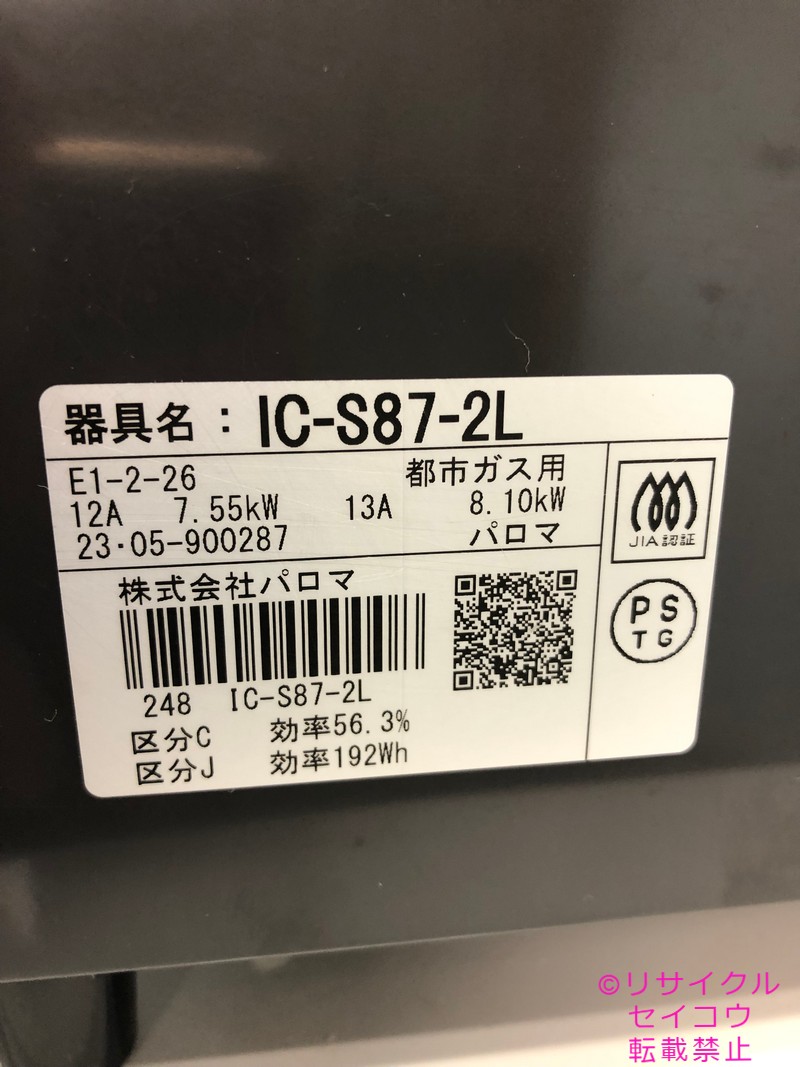 器具名：IC-S87-2L
E1-2-26 都市ガス用
12A 7.55kW 13A 8.10kW
23・05-900287 パロマ
JIA認証
株式会社パロマ
PS
TG
248 IC-S87-2L
区分C 効率56.3%
区分J 効率192Wh
©リサイクル
セイコウ
転載禁止